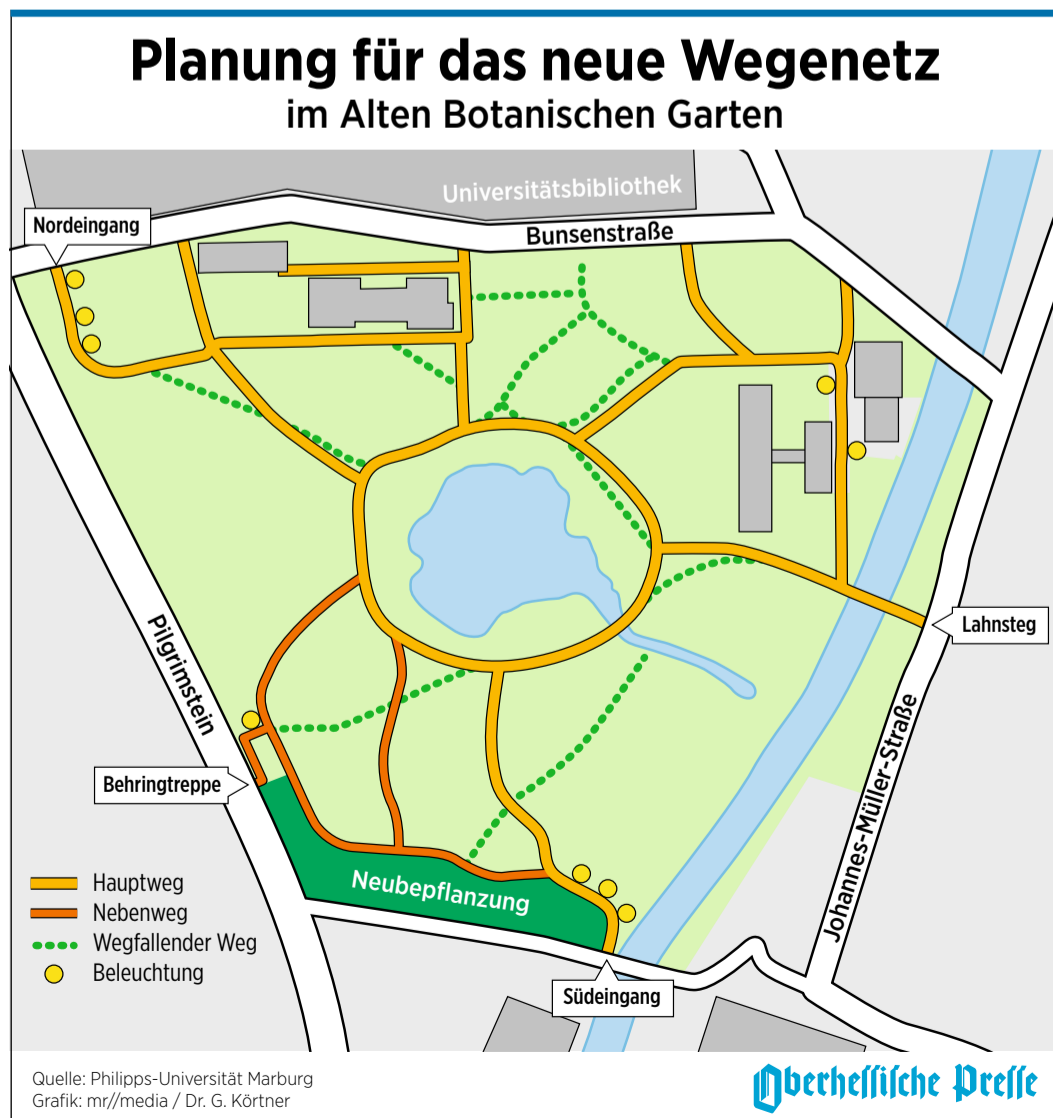 Planung für das neue Wegenetz
im Alten Botanischen Garten
Universitätsbibliothek
Nordeingang
Bunsenstraße
Pilgrimstein
Lahnsteg
Behringtreppe
Johannes-Müller-Straße
Neubepflanzung
Hauptweg
Nebenweg
Wegfallender Weg
Beleuchtung
Südeingang
Quelle: Philipps-Universität Marburg
Grafik: mr//media / Dr. G. Körtner
Oberhessische Presse